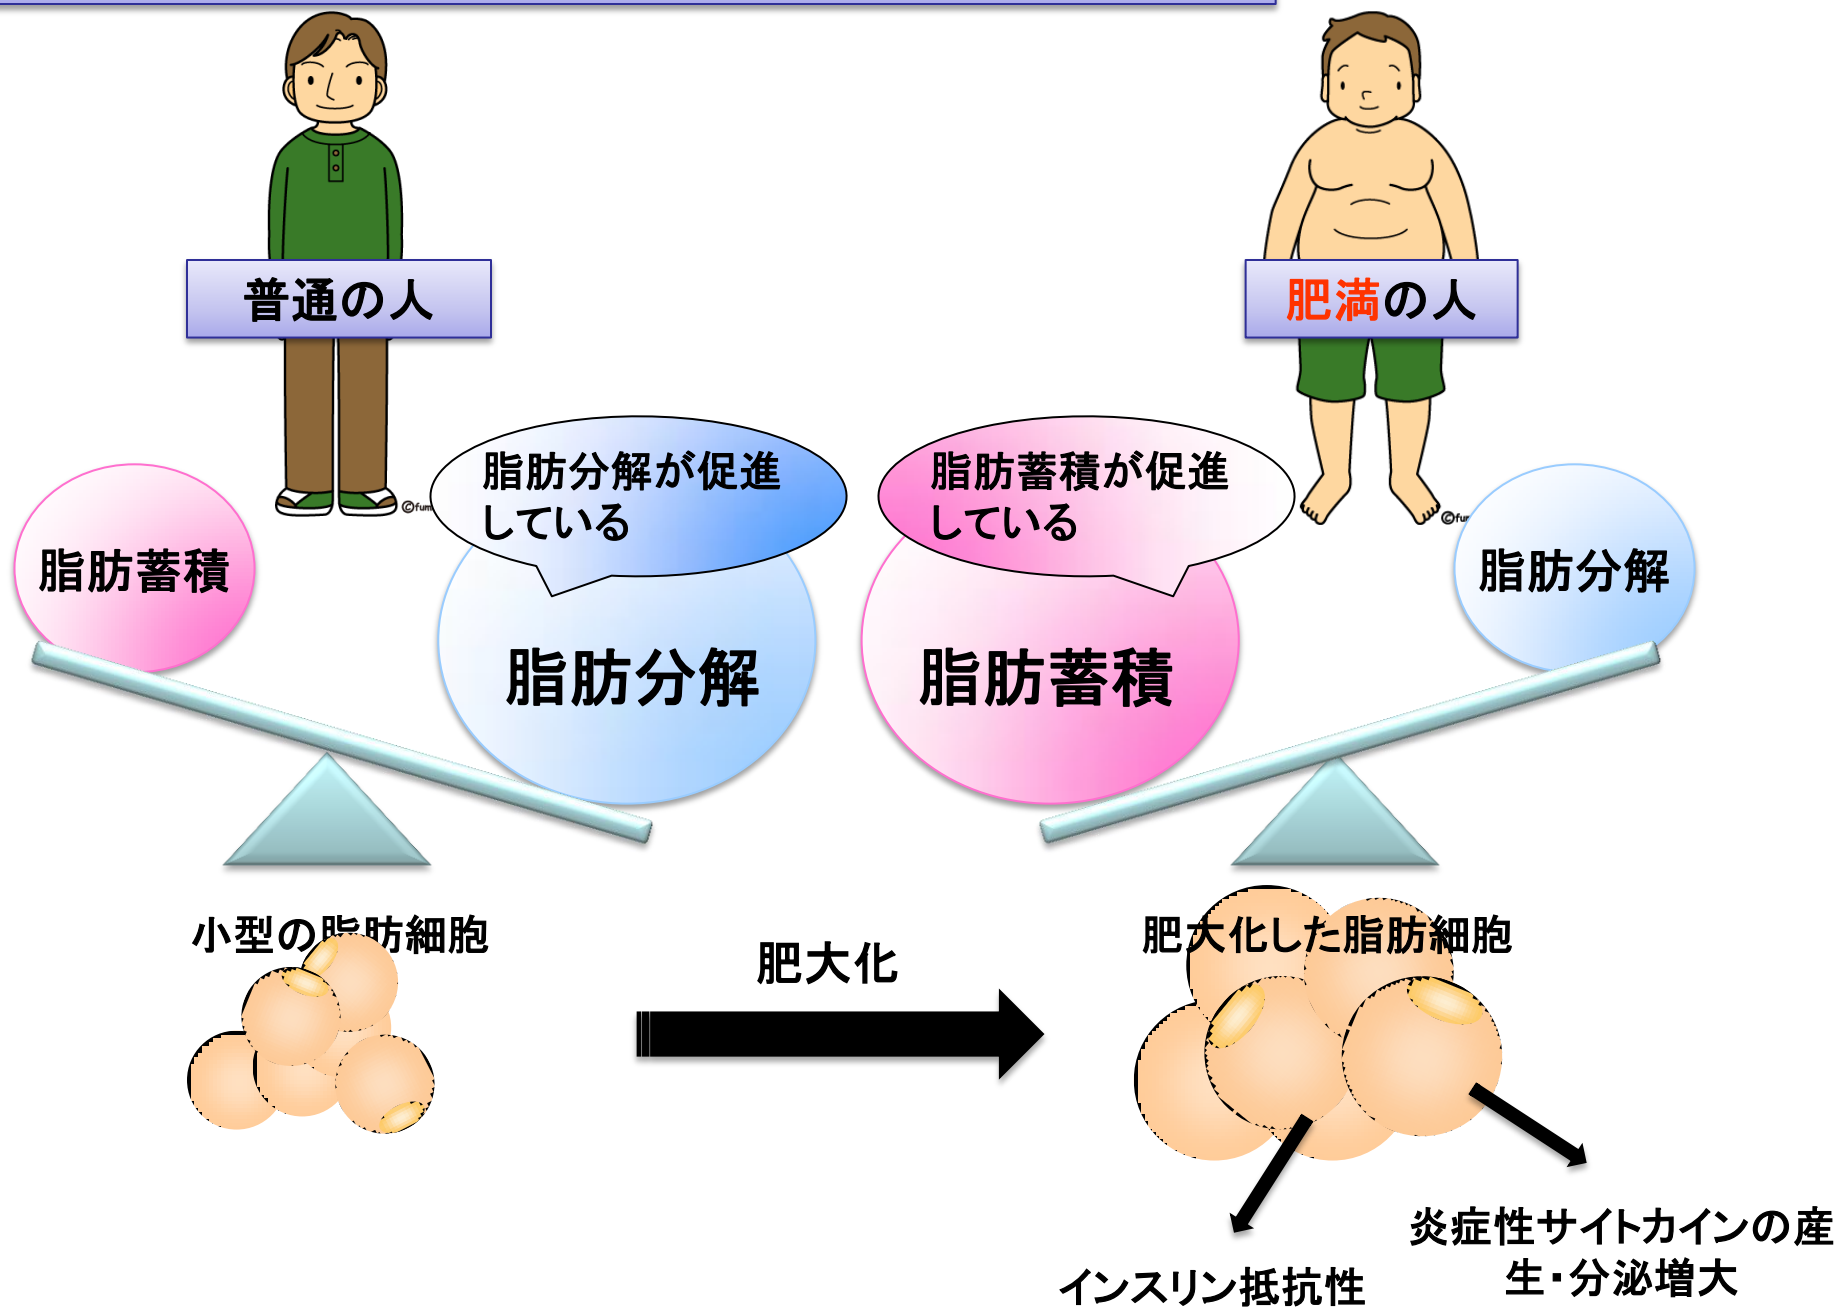 普通の人
肥満の人
脂肪分解が促進
している
脂肪蓄積が促進
している
脂肪蓄積
脂肪分解
脂肪分解
脂肪蓄積
小型の脂肪細胞
肥大化
肥大化した脂肪細胞
炎症性サイトカインの産
生・分泌増大
インスリン抵抗性